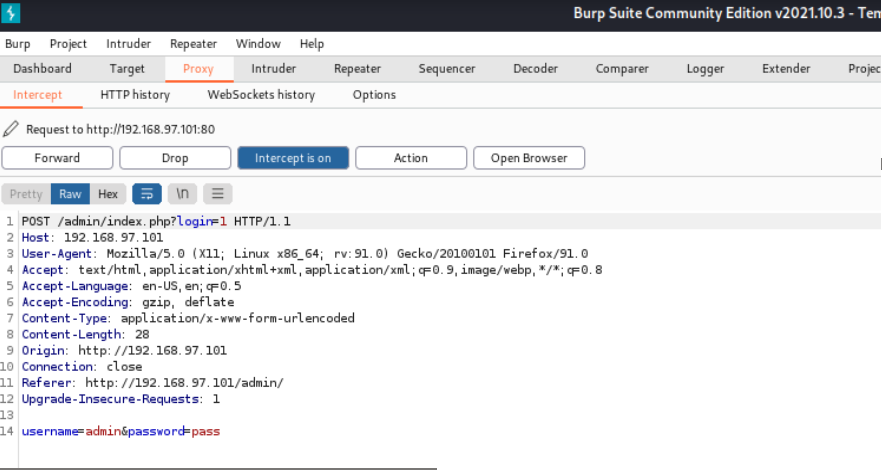 Burp Suite Community Edition v2021.10.3 - Ten
Burp Project Intruder Repeater Window Help
Dashboard Target Proxy Intruder Repeater Sequencer Decoder Comparer Logger Extender Projec
Intercept HTTP history WebSockets history Options
Request to http://192.168.97.101:80
Forward Drop Intercept is on Action Open Browser
Pretty Raw Hex \n
1 POST /admin/index.php?login=1 HTTP/1.1
2 Host: 192.168.97.101
3 User-Agent: Mozilla/5.0 (X11; Linux x86_64; rv:91.0) Gecko/20100101 Firefox/91.0
4 Accept: text/html,application/xhtml+xml,application/xml;q=0.9,image/webp,*/*;q=0.8
5 Accept-Language: en-US,en;q=0.5
6 Accept-Encoding: gzip, deflate
7 Content-Type: application/x-www-form-urlencoded
8 Content-Length: 28
9 Origin: http://192.168.97.101
10 Connection: close
11 Referer: http://192.168.97.101/admin/
12 Upgrade-Insecure-Requests: 1
13
14 username=admin&password=pass